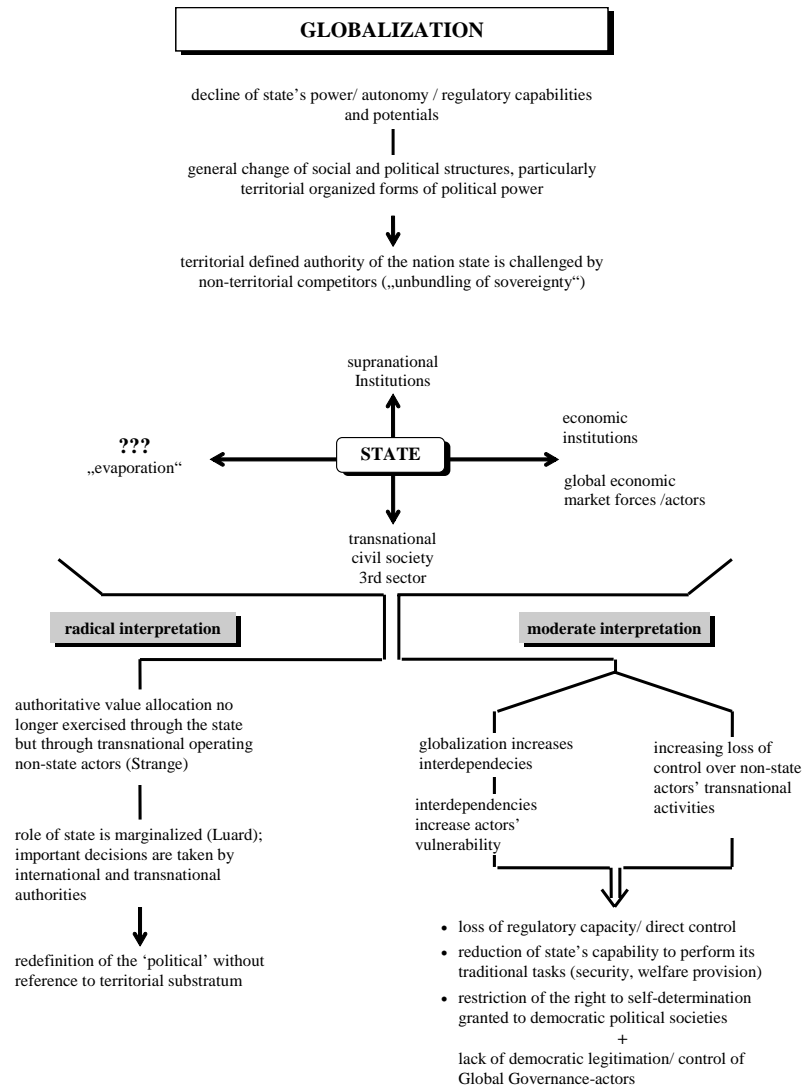 GLOBALIZATION
decline of state’s power/ autonomy / regulatory capabilities
and potentials
general change of social and political structures, particularly
territorial organized forms of political power
territorial defined authority of the nation state is challenged by
non-territorial competitors („unbundling of sovereignty“)
supranational
Institutions
???
„evaporation“
STATE
economic
institutions
global economic
market forces /actors
transnational
civil society
3rd sector
radical interpretation
authoritative value allocation no
longer exercised through the state
but through transnational operating
non-state actors (Strange)
role of state is marginalized (Luard);
important decisions are taken by
international and transnational
authorities
redefinition of the ‘political’ without
reference to territorial substratum
moderate interpretation
globalization increases
interdependecies
interdependencies
increase actors’
vulnerability
increasing loss of
control over non-state
actors’ transnational
activities
• loss of regulatory capacity/ direct control
• reduction of state’s capability to perform its
traditional tasks (security, welfare provision)
• restriction of the right to self-determination
granted to democratic political societies
+
lack of democratic legitimation/ control of
Global Governance-actors